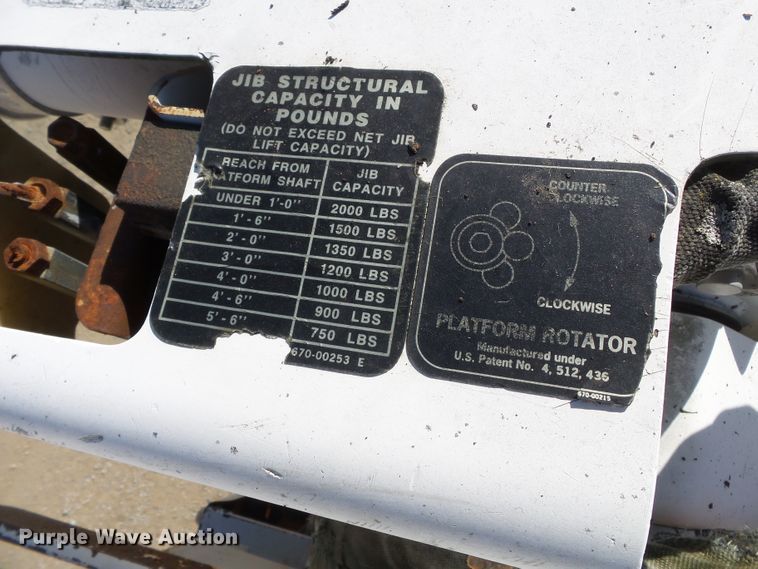 JIB STRUCTURAL
CAPACITY IN
POUNDS
(DO NOT EXCEED NET JIB
LIFT CAPACITY)
REACH FROM JIB
LATFORM SHAFT CAPACITY
UNDER 1'-0" 2000 LBS
1'-6" 1500 LBS
2'-0" 1350 LBS
3'-0" 1200 LBS
4'-0" 1000 LBS
4'-6" 900 LBS
5'-6" 750 LBS
670-00253 E
COUNTER
CLOCKWISE
CLOCKWISE
PLATFORM ROTATOR
Manufactured under
U.S. Patent No. 4, 512, 436
670-00215
Purple Wave Auction